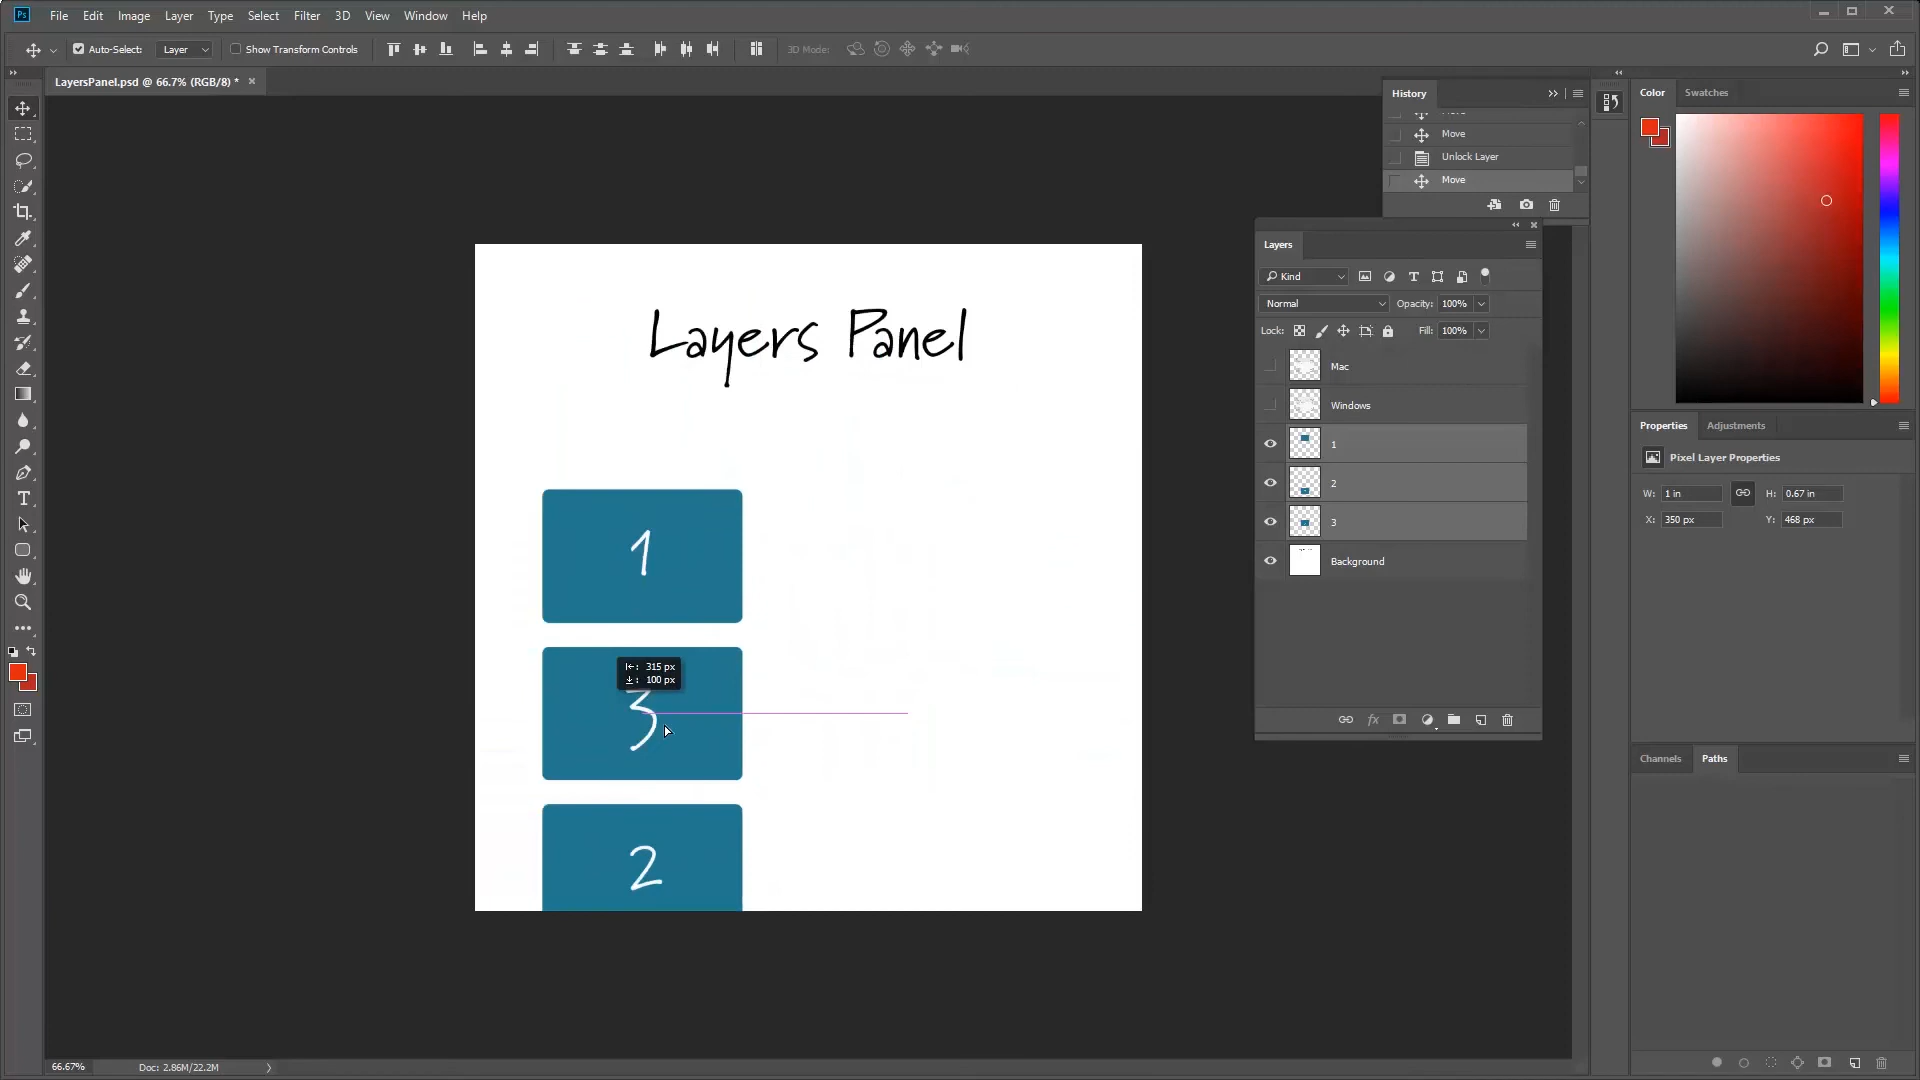 Ps File Edit Image Layer Type Select Filter 3D View Window Help
Auto-Select: Layer Show Transform Controls 3D Mode:
LayersPanel.psd @ 66.7% (RGB/8) *
History
Move
Unlock Layer
Move
Layers
Kind
Normal Opacity: 100%
Lock: Fill: 100%
Mac
Windows
1
2
3
Background
Color Swatches
Properties Adjustments
Pixel Layer Properties
W: 1 in H: 0.67 in
X: 350 px Y: 468 px
Channels Paths
Layers Panel
1
315 px
100 px
3
2
66.67% Doc: 2.86M/22.2M